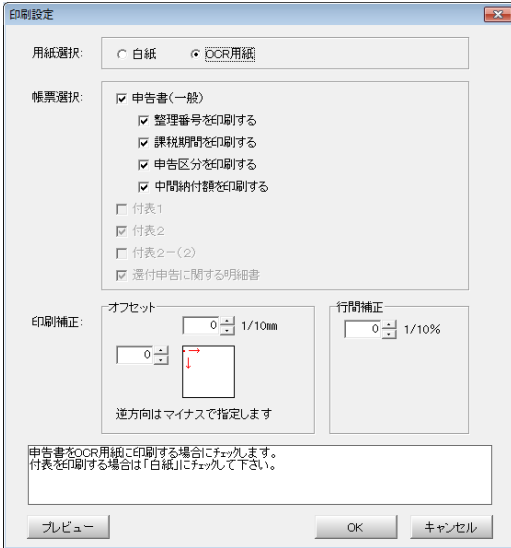 印刷設定
用紙選択: 白紙 OCR用紙
帳票選択: 申告書(一般)
整理番号を印刷する
課税期間を印刷する
申告区分を印刷する
中間納付額を印刷する
付表1
付表2
付表2-(2)
還付申告に関する明細書
印刷補正: オフセット
0 1/10mm
0
逆方向はマイナスで指定します
行間補正
0 1/10%
申告書をOCR用紙に印刷する場合にチェックします。
付表を印刷する場合は「白紙」にチェックして下さい。
プレビュー OK キャンセル